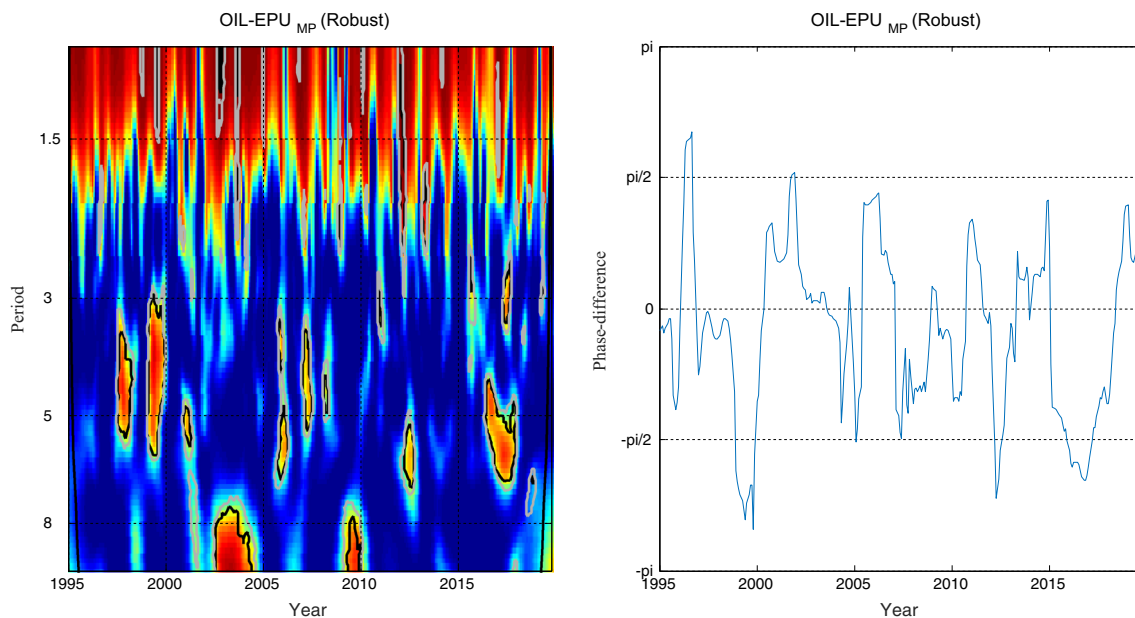 OIL-EPU MP (Robust)
Period
1.5
3
5
8
1995 2000 2005 2010 2015
Year
OIL-EPU MP (Robust)
Phase-difference
pi
pi/2
0
-pi/2
-pi
1995 2000 2005 2010 2015
Year